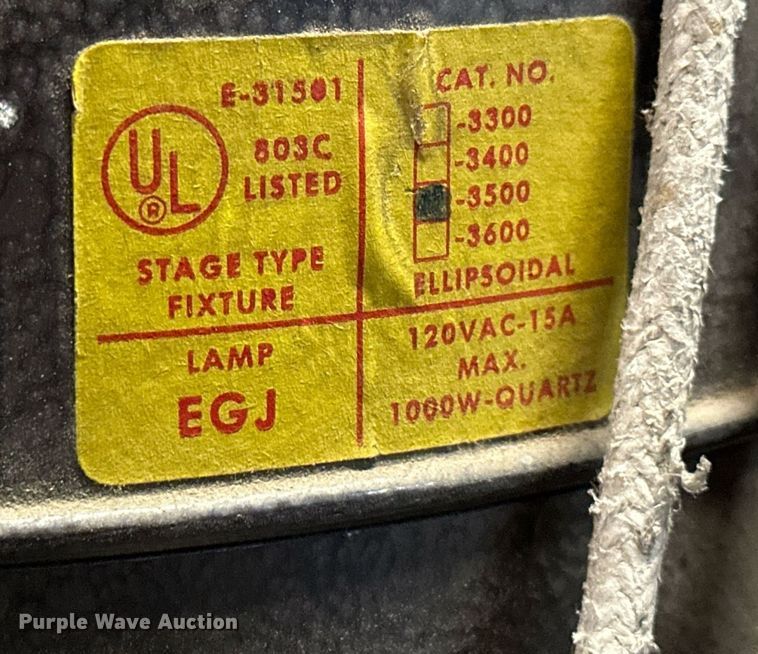 E-31501
UL
®
803C
LISTED
STAGE TYPE
FIXTURE
LAMP
EGJ
CAT. NO.
-3300
-3400
-3500
-3600
ELLIPSOIDAL
120VAC-15A
MAX.
1000W-QUARTZ
Purple Wave Auction